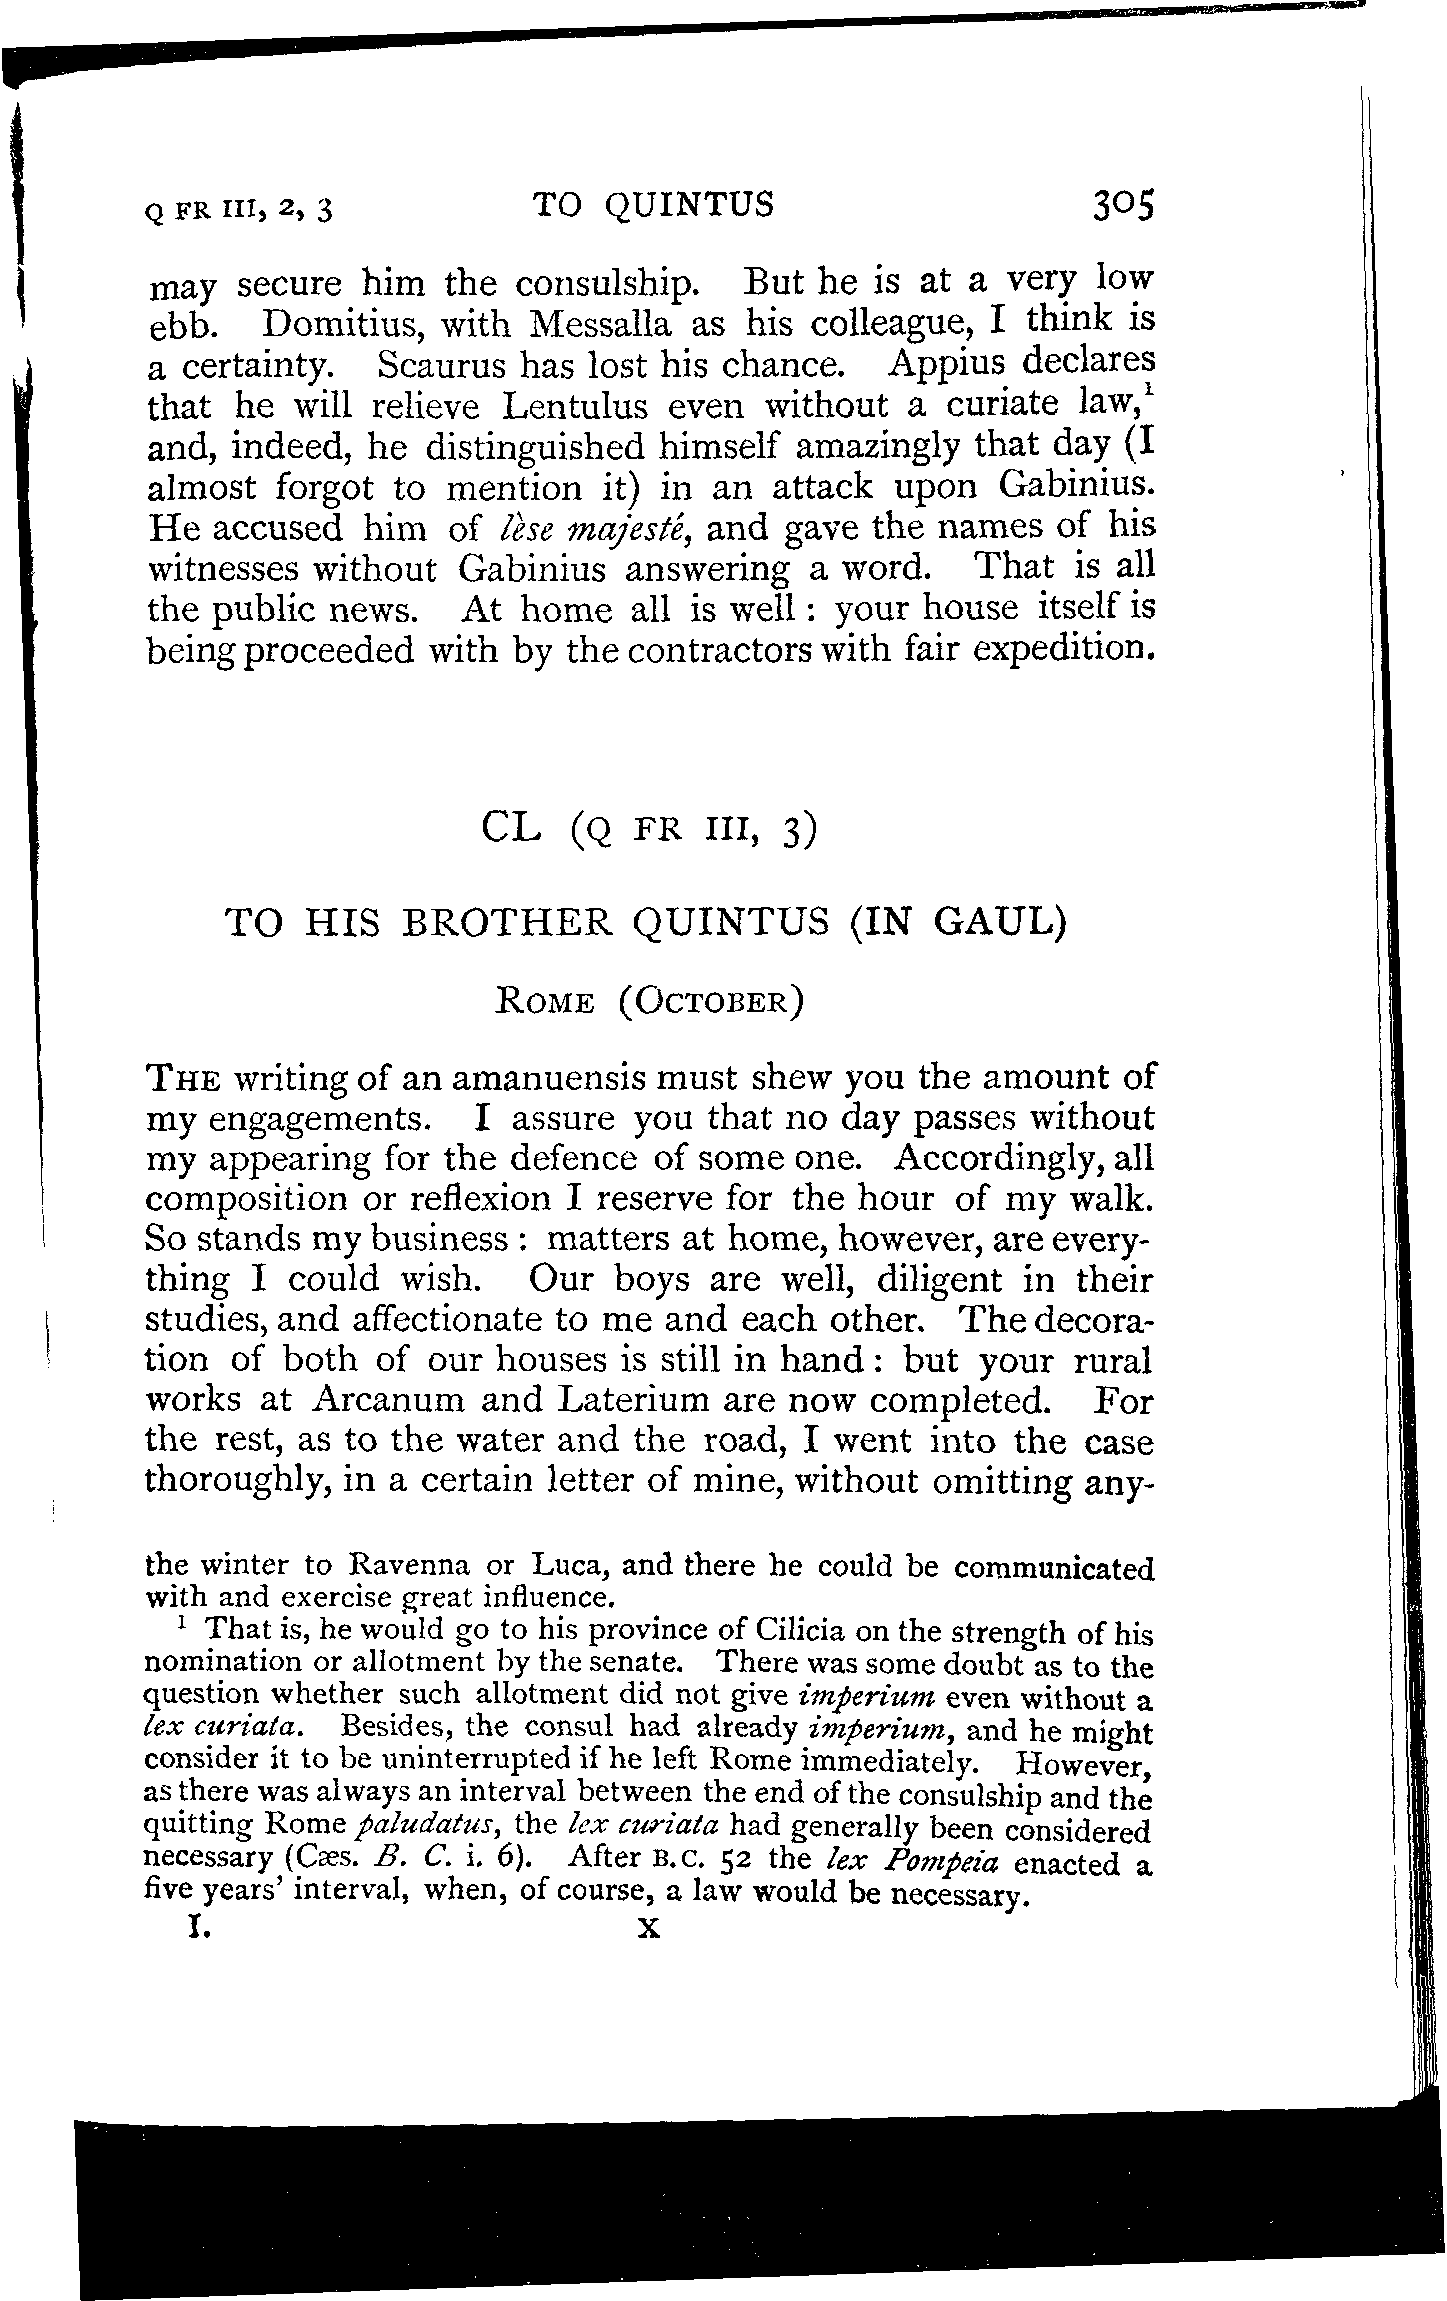 Q FR III, 2, 3 TO QUINTUS 305
may secure him the consulship. But he is at a very low
ebb. Domitius, with Messalla as his colleague, I think is
a certainty. Scaurus has lost his chance. Appius declares
that he will relieve Lentulus even without a curiate law,¹
and, indeed, he distinguished himself amazingly that day (I
almost forgot to mention it) in an attack upon Gabinius.
He accused him of lèse majesté, and gave the names of his
witnesses without Gabinius answering a word. That is all
the public news. At home all is well : your house itself is
being proceeded with by the contractors with fair expedition.
CL (Q FR III, 3)
TO HIS BROTHER QUINTUS (IN GAUL)
ROME (OCTOBER)
THE writing of an amanuensis must shew you the amount of
my engagements. I assure you that no day passes without
my appearing for the defence of some one. Accordingly, all
composition or reflexion I reserve for the hour of my walk.
So stands my business : matters at home, however, are every-
thing I could wish. Our boys are well, diligent in their
studies, and affectionate to me and each other. The decora-
tion of both of our houses is still in hand : but your rural
works at Arcanum and Laterium are now completed. For
the rest, as to the water and the road, I went into the case
thoroughly, in a certain letter of mine, without omitting any-
the winter to Ravenna or Luca, and there he could be communicated
with and exercise great influence.
¹ That is, he would go to his province of Cilicia on the strength of his
nomination or allotment by the senate. There was some doubt as to the
question whether such allotment did not give imperium even without a
lex curiata. Besides, the consul had already imperium, and he might
consider it to be uninterrupted if he left Rome immediately. However,
as there was always an interval between the end of the consulship and the
quitting Rome paludatus, the lex curiata had generally been considered
necessary (Cæs. B. C. i. 6). After B.C. 52 the lex Pompeia enacted a
five years' interval, when, of course, a law would be necessary.
I. X